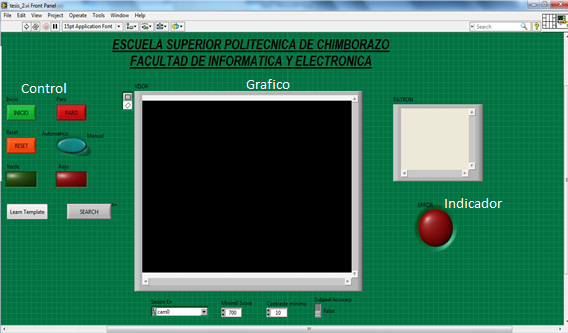 tesis_2.vi Front Panel
File Edit View Project Operate Tools Window Help
15pt Application Font
Search
ESCUELA SUPERIOR POLITECNICA DE CHIMBORAZO
FACULTAD DE INFORMATICA Y ELECTRONICA
Control
Grafico
VISOR
PATRON
Inicio Paro
INICIO PARO
Reset Automatico Manual
RESET
Verde Rojo
Learn Template SEARCH
ERROR
Indicador
Sesion En Minimo Score Contraste minimo Subpixel Accuracy
cam0 700 10 False